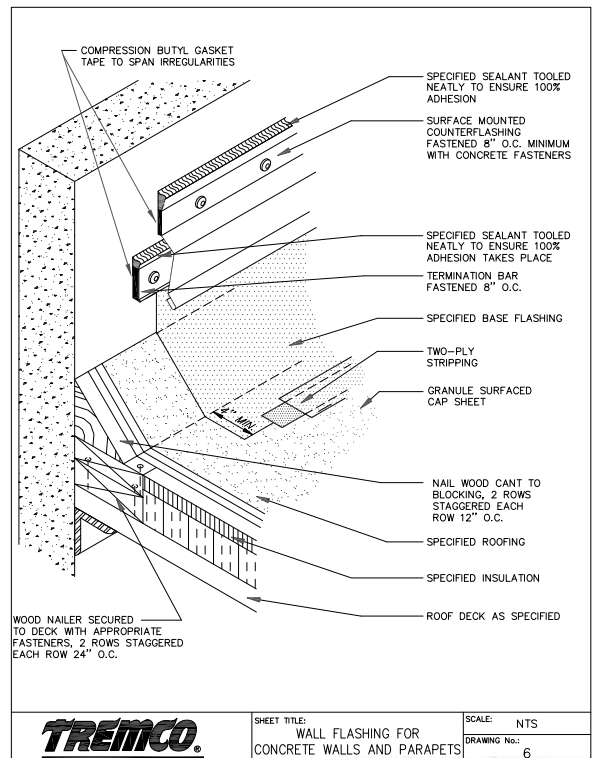 COMPRESSION BUTYL GASKET
TAPE TO SPAN IRREGULARITIES
SPECIFIED SEALANT TOOLED
NEATLY TO ENSURE 100%
ADHESION
SURFACE MOUNTED
COUNTERFLASHING
FASTENED 8" O.C. MINIMUM
WITH CONCRETE FASTENERS
SPECIFIED SEALANT TOOLED
NEATLY TO ENSURE 100%
ADHESION TAKES PLACE
TERMINATION BAR
FASTENED 8" O.C.
SPECIFIED BASE FLASHING
TWO-PLY
STRIPPING
GRANULE SURFACED
CAP SHEET
4" MIN.
NAIL WOOD CANT TO
BLOCKING, 2 ROWS
STAGGERED EACH
ROW 12" O.C.
SPECIFIED ROOFING
SPECIFIED INSULATION
ROOF DECK AS SPECIFIED
WOOD NAILER SECURED
TO DECK WITH APPROPRIATE
FASTENERS, 2 ROWS STAGGERED
EACH ROW 24" O.C.
TREMCO®
SHEET TITLE:
WALL FLASHING FOR
CONCRETE WALLS AND PARAPETS
SCALE: NTS
DRAWING No.:
6